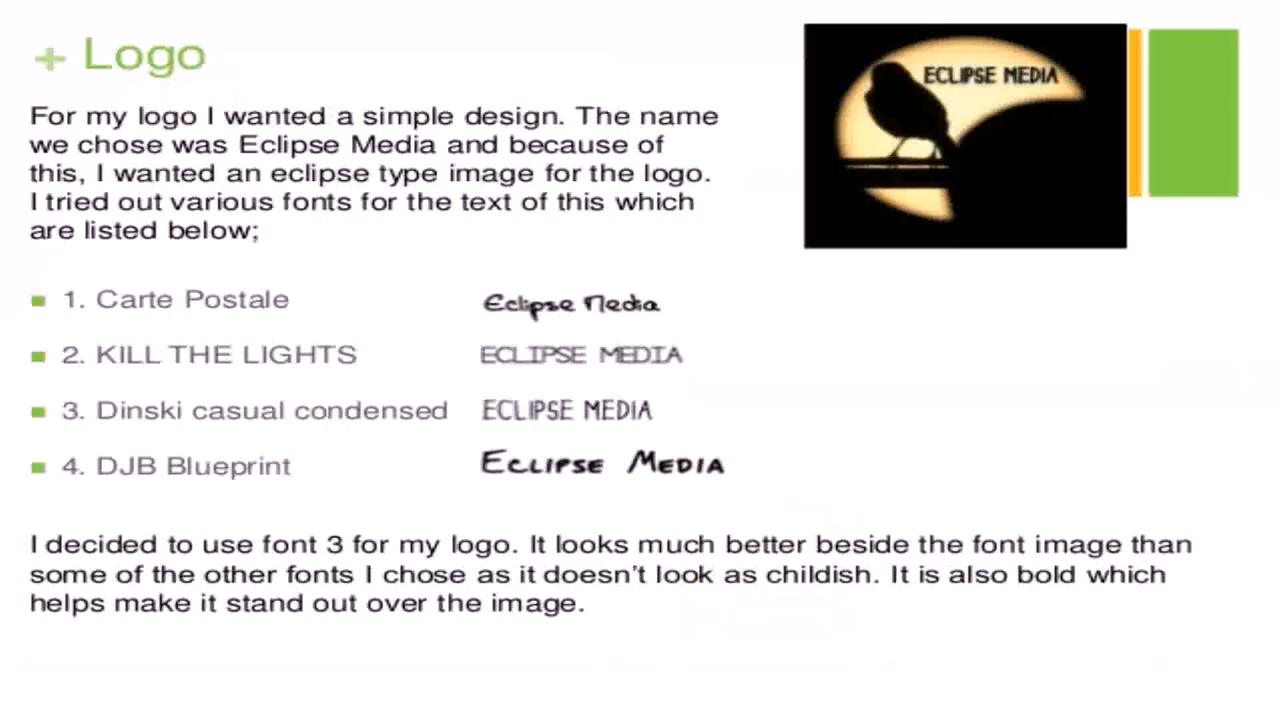 + Logo
ECLIPSE MEDIA
For my logo I wanted a simple design. The name
we chose was Eclipse Media and because of
this, I wanted an eclipse type image for the logo.
I tried out various fonts for the text of this which
are listed below;
1. Carte Postale Eclipse Media
2. KILL THE LIGHTS ECLIPSE MEDIA
3. Dinski casual condensed ECLIPSE MEDIA
4. DJB Blueprint Eclipse Media
I decided to use font 3 for my logo. It looks much better beside the font image than
some of the other fonts I chose as it doesn't look as childish. It is also bold which
helps make it stand out over the image.